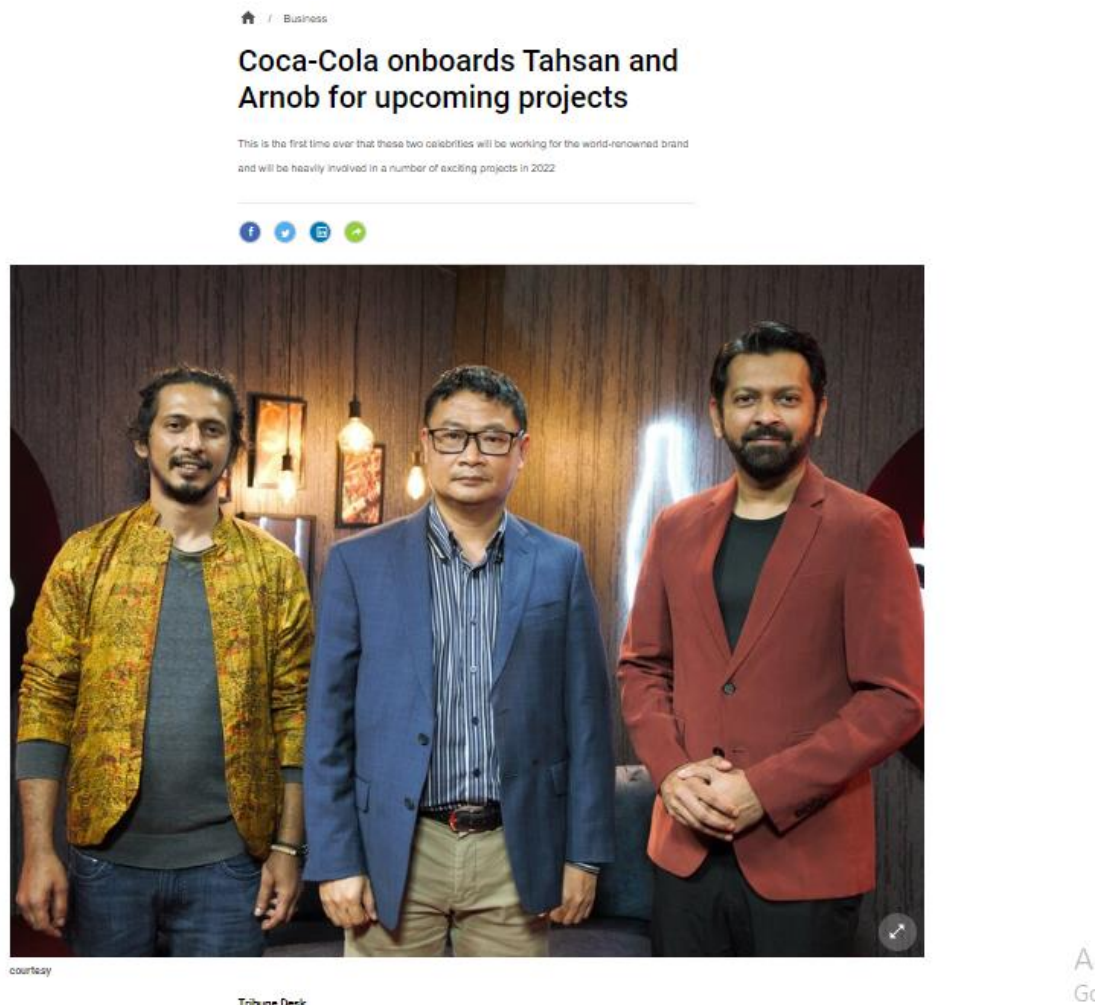 / Business
Coca-Cola onboards Tahsan and
Arnob for upcoming projects
This is the first time ever that these two celebrities will be working for the world-renowned brand
and will be heavily involved in a number of exciting projects in 2022
courtesy
Tribune Desk